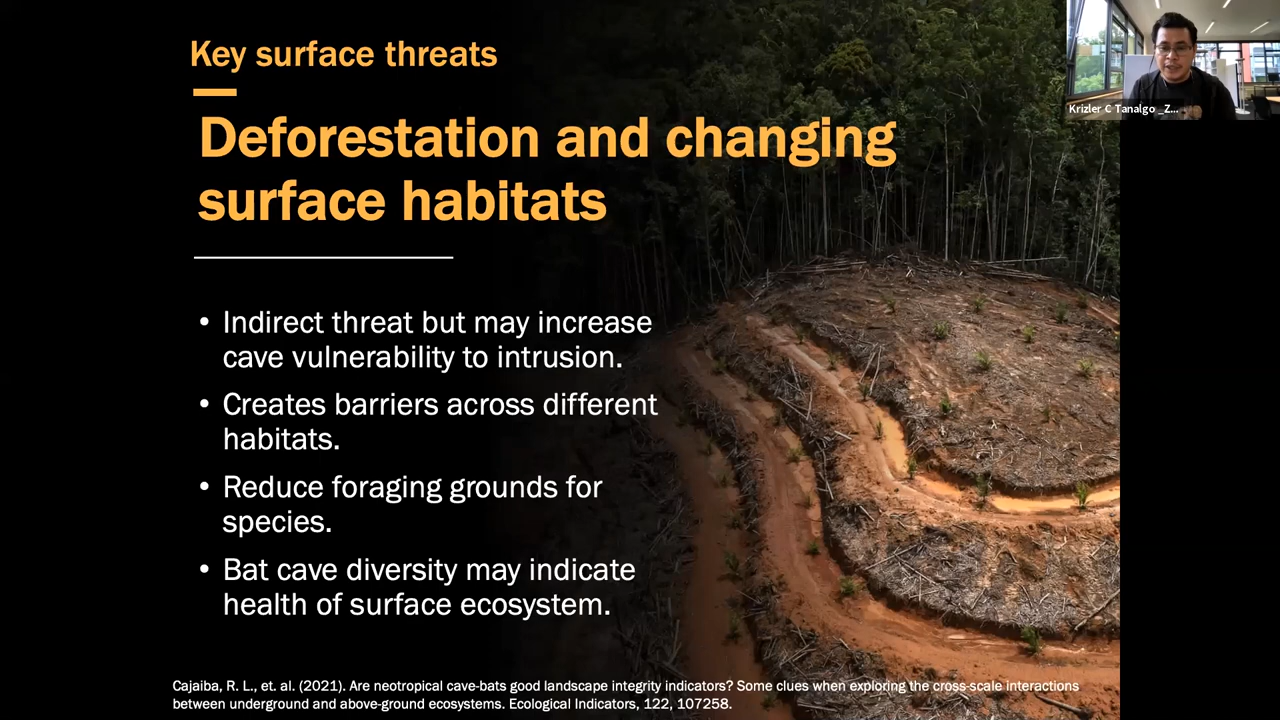 Key surface threats
Deforestation and changing
surface habitats
• Indirect threat but may increase
cave vulnerability to intrusion.
• Creates barriers across different
habitats.
• Reduce foraging grounds for
species.
• Bat cave diversity may indicate
health of surface ecosystem.
Cajaiba, R. L., et. al. (2021). Are neotropical cave-bats good landscape integrity indicators? Some clues when exploring the cross-scale interactions
between underground and above-ground ecosystems. Ecological Indicators, 122, 107258.
Krizler C Tanalgo _Z...